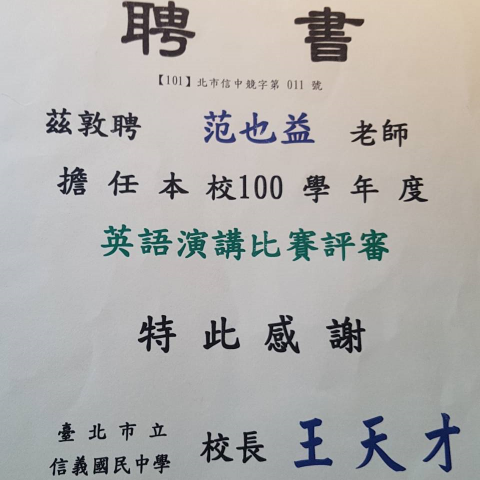 聘書
【101】北市信中競字第 011 號
茲敦聘 范也益 老師
擔任本校100學年度
英語演講比賽評審
特此感謝
臺北市立
信義國民中學 校長 王天才